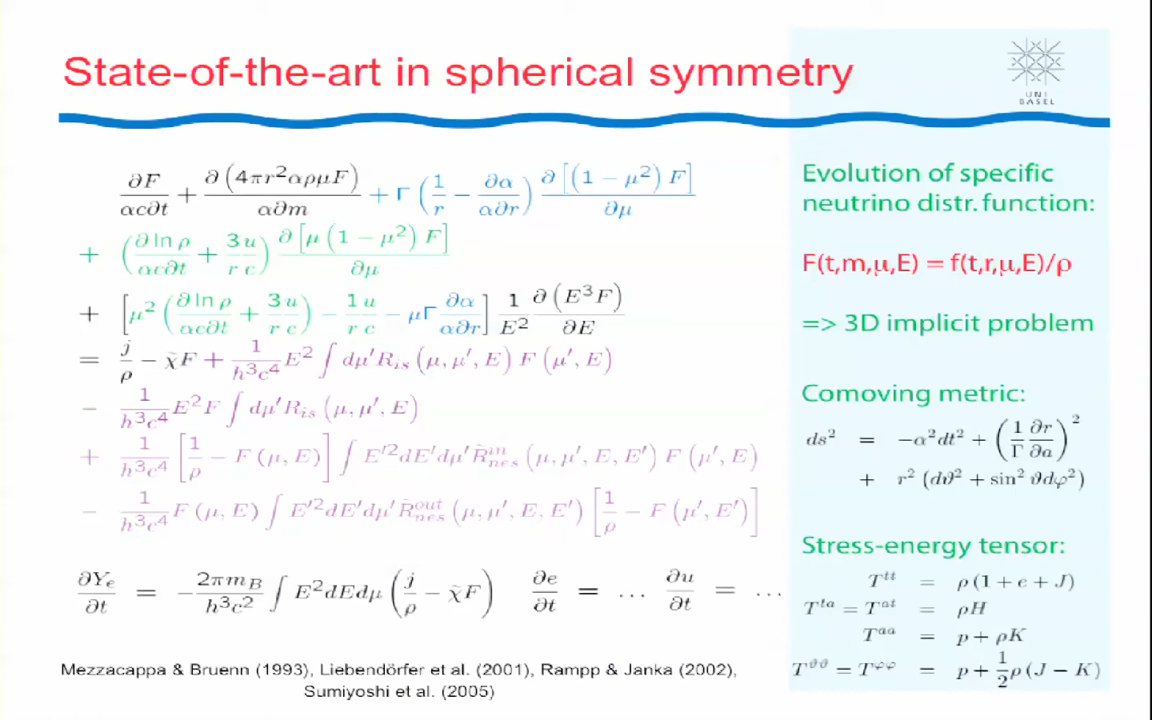 State-of-the-art in spherical symmetry
UNI
BASEL
∂F/αc∂t + ∂(4πr²αρμF)/α∂m + Γ(1/r − ∂α/α∂r) ∂[(1 − μ²) F]/∂μ
+ (∂ln ρ/αc∂t + 3u/rc) ∂[μ(1 − μ²) F]/∂μ
+ [μ²(∂ln ρ/αc∂t + 3u/rc) − 1u/rc − μΓ ∂α/α∂r] 1/E² ∂(E³F)/∂E
= j/ρ − χ̃F + 1/h³c⁴ E² ∫ dμ′R_is (μ, μ′, E) F (μ′, E)
− 1/h³c⁴ E²F ∫ dμ′R_is (μ, μ′, E)
+ 1/h³c⁴ [1/ρ − F (μ, E)] ∫ E′²dE′dμ′R̃ⁱⁿ_nes (μ, μ′, E, E′) F (μ′, E)
− 1/h³c⁴ F (μ, E) ∫ E′²dE′dμ′R̃ᵒᵘᵗ_nes (μ, μ′, E, E′) [1/ρ − F (μ′, E′)]
∂Y_e/∂t = −2πm_B/h³c² ∫ E²dEdμ (j/ρ − χ̃F) ∂e/∂t = ... ∂u/∂t = ...
Mezzacappa & Bruenn (1993), Liebendörfer et al. (2001), Rampp & Janka (2002),
Sumiyoshi et al. (2005)
Evolution of specific
neutrino distr. function:
F(t,m,μ,E) = f(t,r,μ,E)/ρ
=> 3D implicit problem
Comoving metric:
ds² = −α²dt² + (1/Γ ∂r/∂a)²
+ r² (dϑ² + sin² ϑdφ²)
Stress-energy tensor:
T^tt = ρ(1 + e + J)
T^ta = T^at = ρH
T^aa = p + ρK
T^ϑϑ = T^φφ = p + 1/2 ρ(J − K)